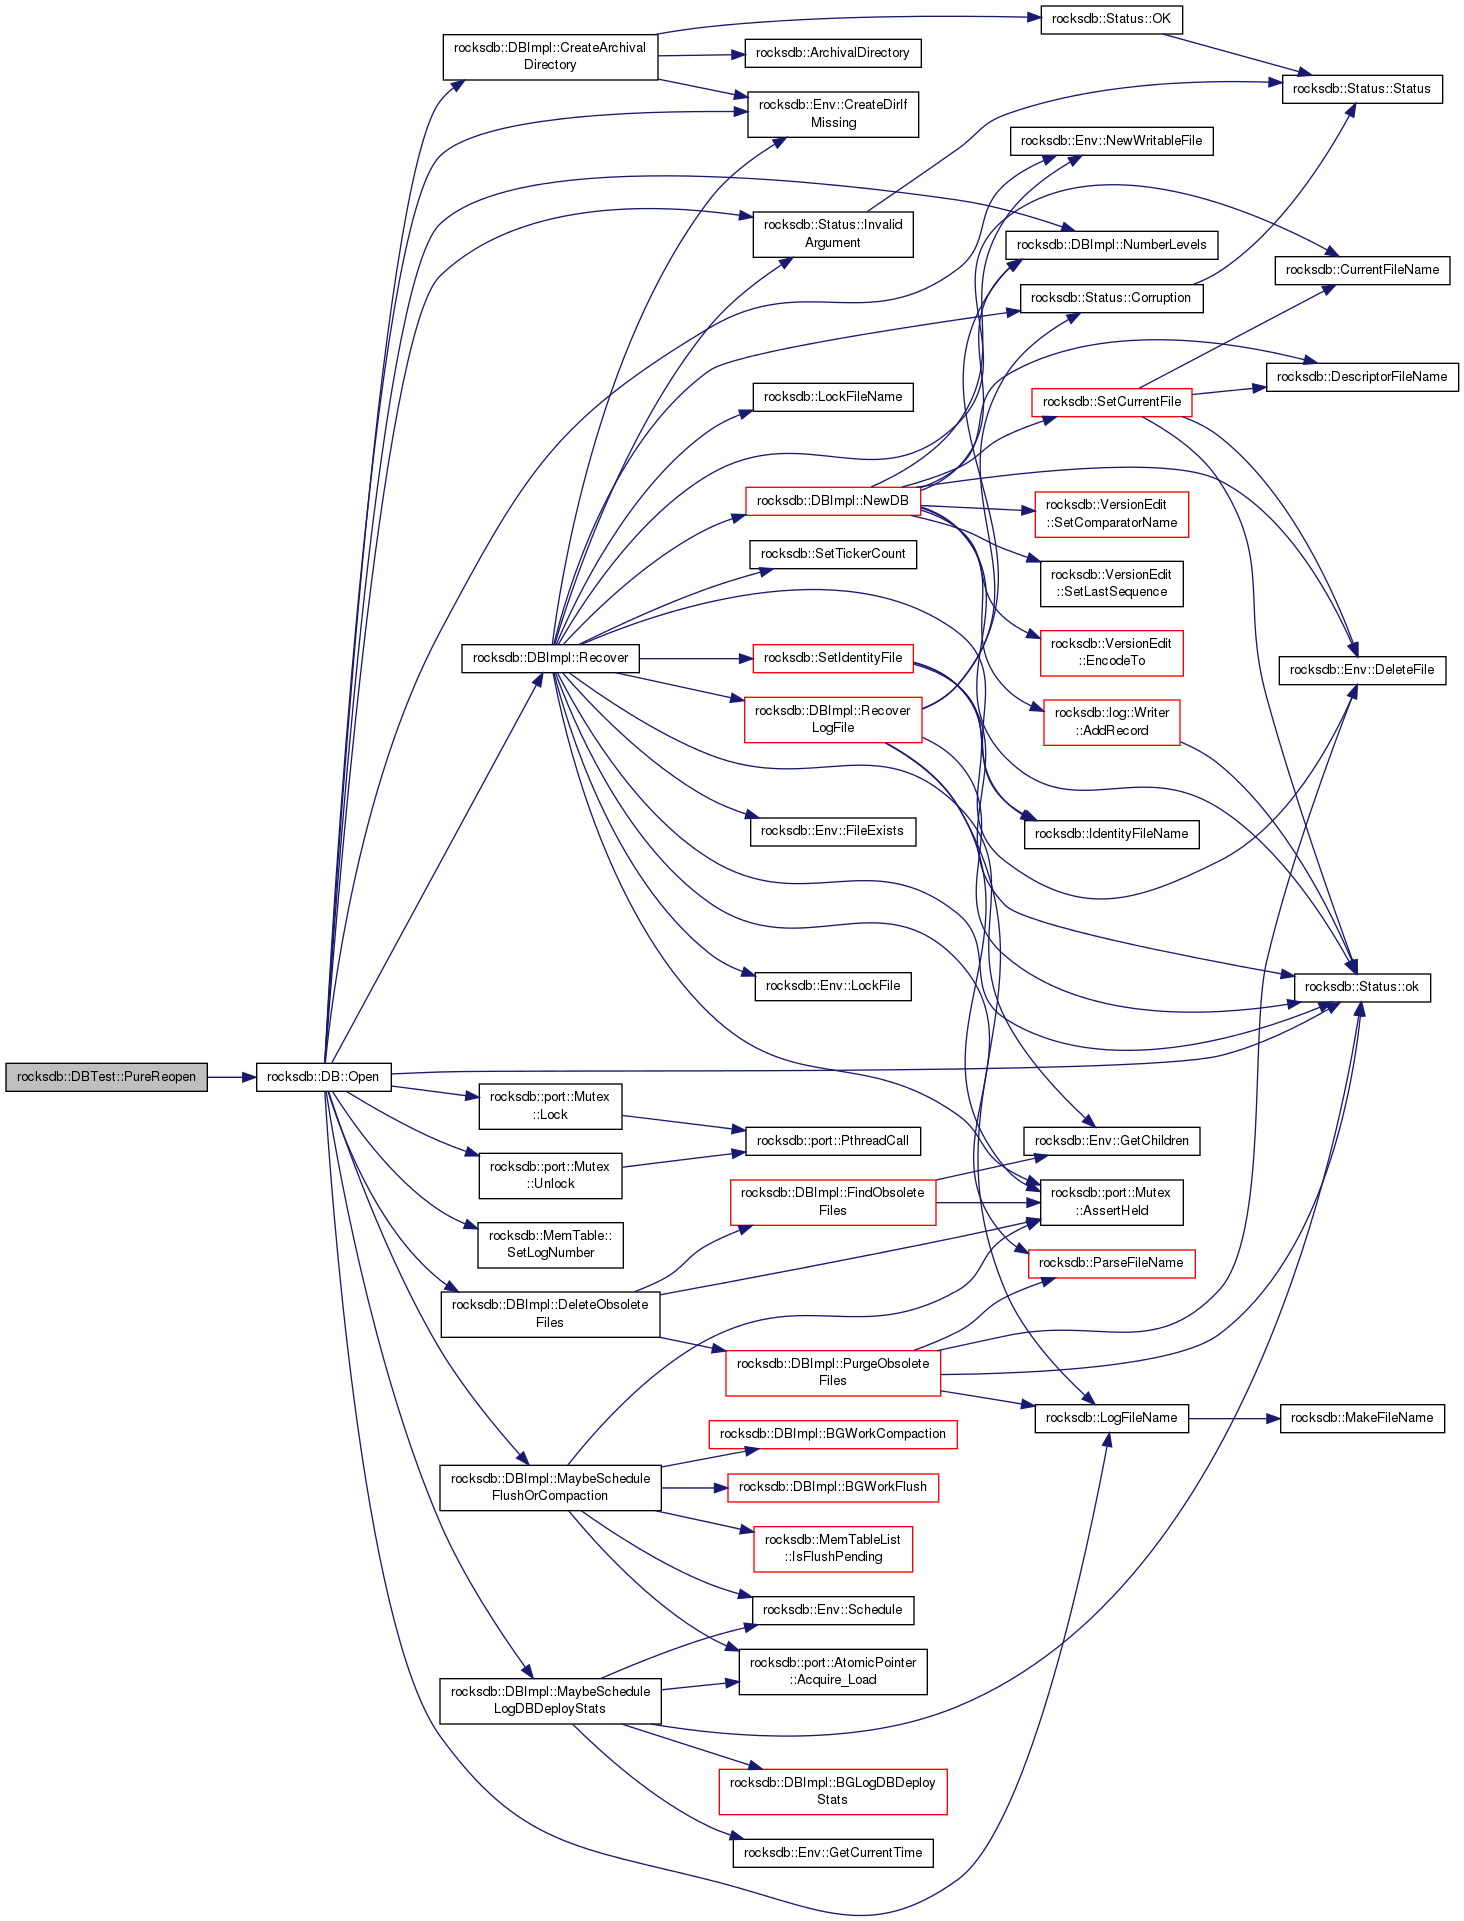 rocksdb::DBTest::PureReopen
rocksdb::DB::Open
rocksdb::DBImpl::CreateArchival
Directory
rocksdb::DBImpl::Recover
rocksdb::port::Mutex
::Lock
rocksdb::port::Mutex
::Unlock
rocksdb::MemTable::
SetLogNumber
rocksdb::DBImpl::DeleteObsolete
Files
rocksdb::DBImpl::MaybeSchedule
FlushOrCompaction
rocksdb::DBImpl::MaybeSchedule
LogDBDeployStats
rocksdb::ArchivalDirectory
rocksdb::Env::CreateDirIf
Missing
rocksdb::Status::Invalid
Argument
rocksdb::LockFileName
rocksdb::DBImpl::NewDB
rocksdb::SetTickerCount
rocksdb::SetIdentityFile
rocksdb::DBImpl::Recover
LogFile
rocksdb::Env::FileExists
rocksdb::Env::LockFile
rocksdb::port::PthreadCall
rocksdb::DBImpl::FindObsolete
Files
rocksdb::DBImpl::PurgeObsolete
Files
rocksdb::DBImpl::BGWorkCompaction
rocksdb::DBImpl::BGWorkFlush
rocksdb::MemTableList
::IsFlushPending
rocksdb::Env::Schedule
rocksdb::port::AtomicPointer
::Acquire_Load
rocksdb::DBImpl::BGLogDBDeploy
Stats
rocksdb::Env::GetCurrentTime
rocksdb::Status::OK
rocksdb::Env::NewWritableFile
rocksdb::DBImpl::NumberLevels
rocksdb::Status::Corruption
rocksdb::SetCurrentFile
rocksdb::VersionEdit
::SetComparatorName
rocksdb::VersionEdit
::SetLastSequence
rocksdb::VersionEdit
::EncodeTo
rocksdb::log::Writer
::AddRecord
rocksdb::IdentityFileName
rocksdb::Env::GetChildren
rocksdb::port::Mutex
::AssertHeld
rocksdb::ParseFileName
rocksdb::LogFileName
rocksdb::Status::Status
rocksdb::CurrentFileName
rocksdb::DescriptorFileName
rocksdb::Env::DeleteFile
rocksdb::Status::ok
rocksdb::MakeFileName